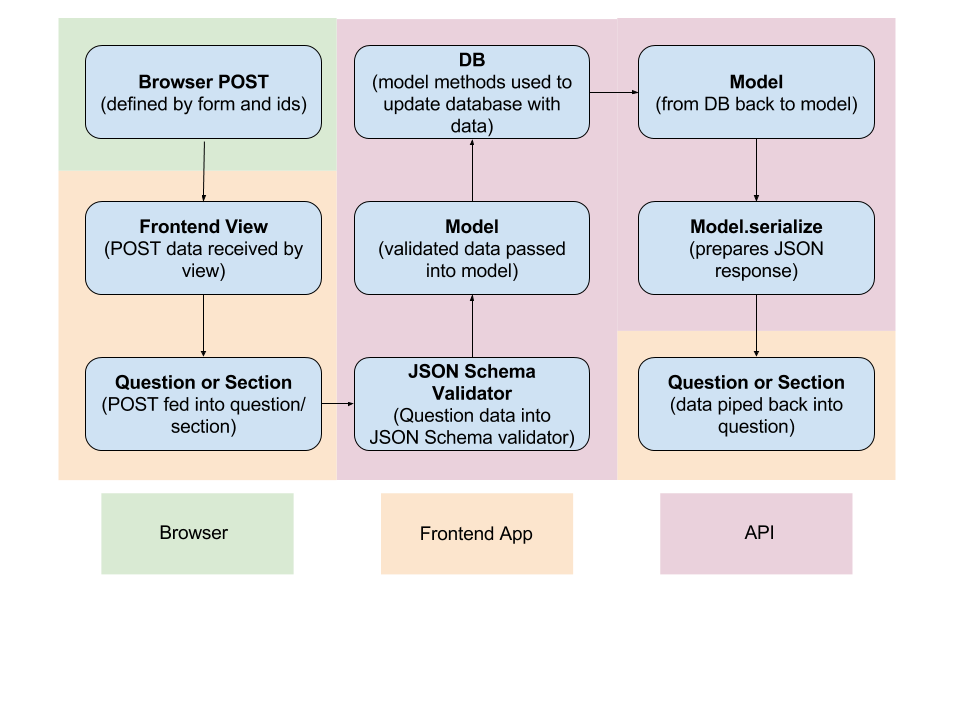 Browser POST
(defined by form and ids)
Frontend View
(POST data received by
view)
Question or Section
(POST fed into question/
section)
DB
(model methods used to
update database with
data)
Model
(validated data passed
into model)
JSON Schema
Validator
(Question data into
JSON Schema validator)
Model
(from DB back to model)
Model.serialize
(prepares JSON
response)
Question or Section
(data piped back into
question)
Browser
Frontend App
API